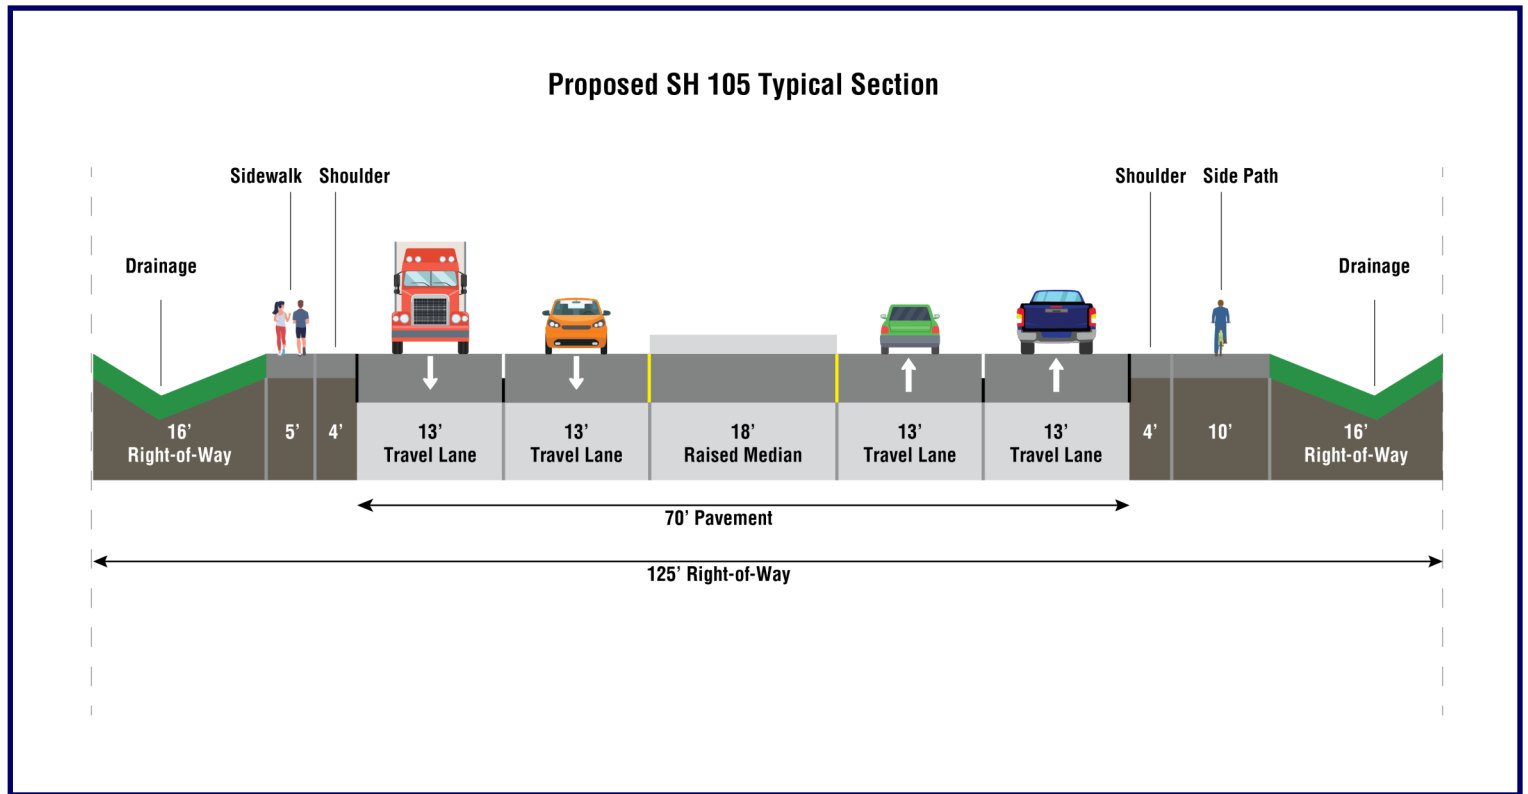 Proposed SH 105 Typical Section
Sidewalk
Shoulder
Shoulder
Side Path
Drainage
Drainage
16’
Right-of-Way
5’
4’
13’
Travel Lane
13’
Travel Lane
18’
Raised Median
13’
Travel Lane
13’
Travel Lane
4’
10’
16’
Right-of-Way
70’ Pavement
125’ Right-of-Way